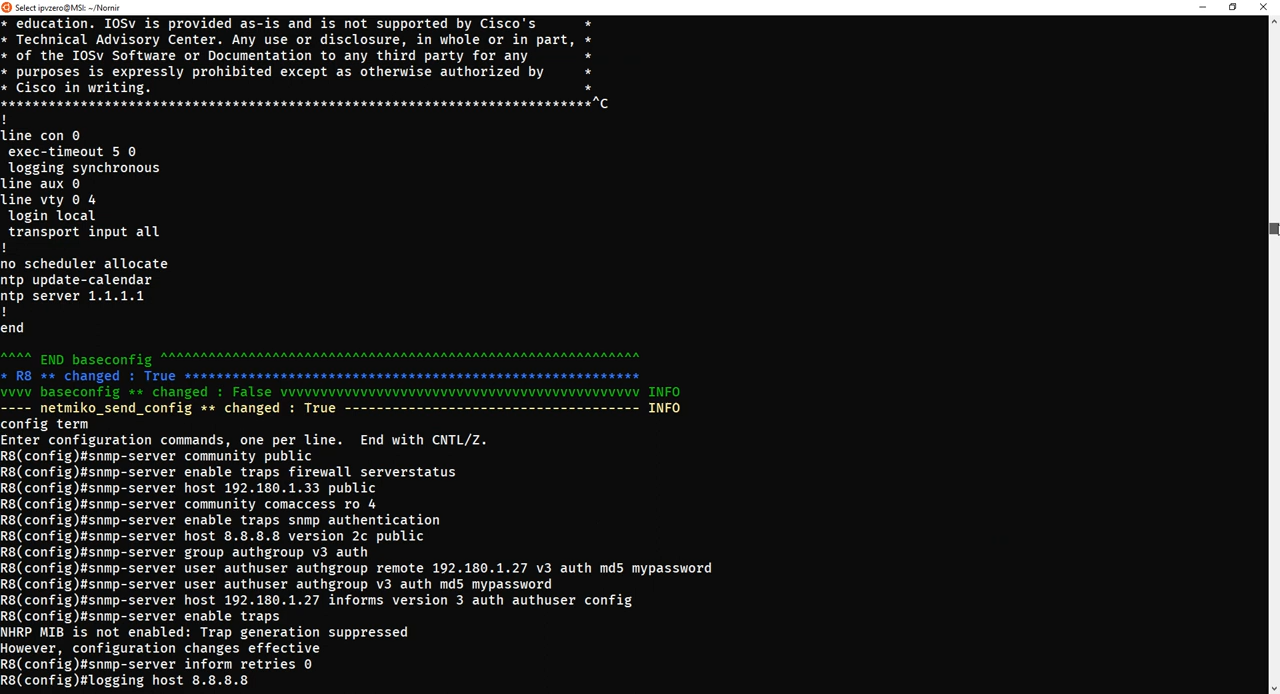 Select ipvzero@MSI: ~/Nornir
* education. IOSv is provided as-is and is not supported by Cisco's       *
* Technical Advisory Center. Any use or disclosure, in whole or in part,  *
* of the IOSv Software or Documentation to any third party for any        *
* purposes is expressly prohibited except as otherwise authorized by      *
* Cisco in writing.                                                       *
**************************************************************************^C
!
line con 0
 exec-timeout 5 0
 logging synchronous
line aux 0
line vty 0 4
 login local
 transport input all
!
no scheduler allocate
ntp update-calendar
ntp server 1.1.1.1
!
end
^^^^ END baseconfig ^^^^^^^^^^^^^^^^^^^^^^^^^^^^^^^^^^^^^^^^^^^^^^^^^^^^^^^^^^^^
* R8 ** changed : True *********************************************************
vvvv baseconfig ** changed : False vvvvvvvvvvvvvvvvvvvvvvvvvvvvvvvvvvvvvvvvvvvvv INFO
---- netmiko_send_config ** changed : True ------------------------------------- INFO
config term
Enter configuration commands, one per line.  End with CNTL/Z.
R8(config)#snmp-server community public
R8(config)#snmp-server enable traps firewall serverstatus
R8(config)#snmp-server host 192.180.1.33 public
R8(config)#snmp-server community comaccess ro 4
R8(config)#snmp-server enable traps snmp authentication
R8(config)#snmp-server host 8.8.8.8 version 2c public
R8(config)#snmp-server group authgroup v3 auth
R8(config)#snmp-server user authuser authgroup remote 192.180.1.27 v3 auth md5 mypassword
R8(config)#snmp-server user authuser authgroup v3 auth md5 mypassword
R8(config)#snmp-server host 192.180.1.27 informs version 3 auth authuser config
R8(config)#snmp-server enable traps
NHRP MIB is not enabled: Trap generation suppressed
However, configuration changes effective
R8(config)#snmp-server inform retries 0
R8(config)#logging host 8.8.8.8